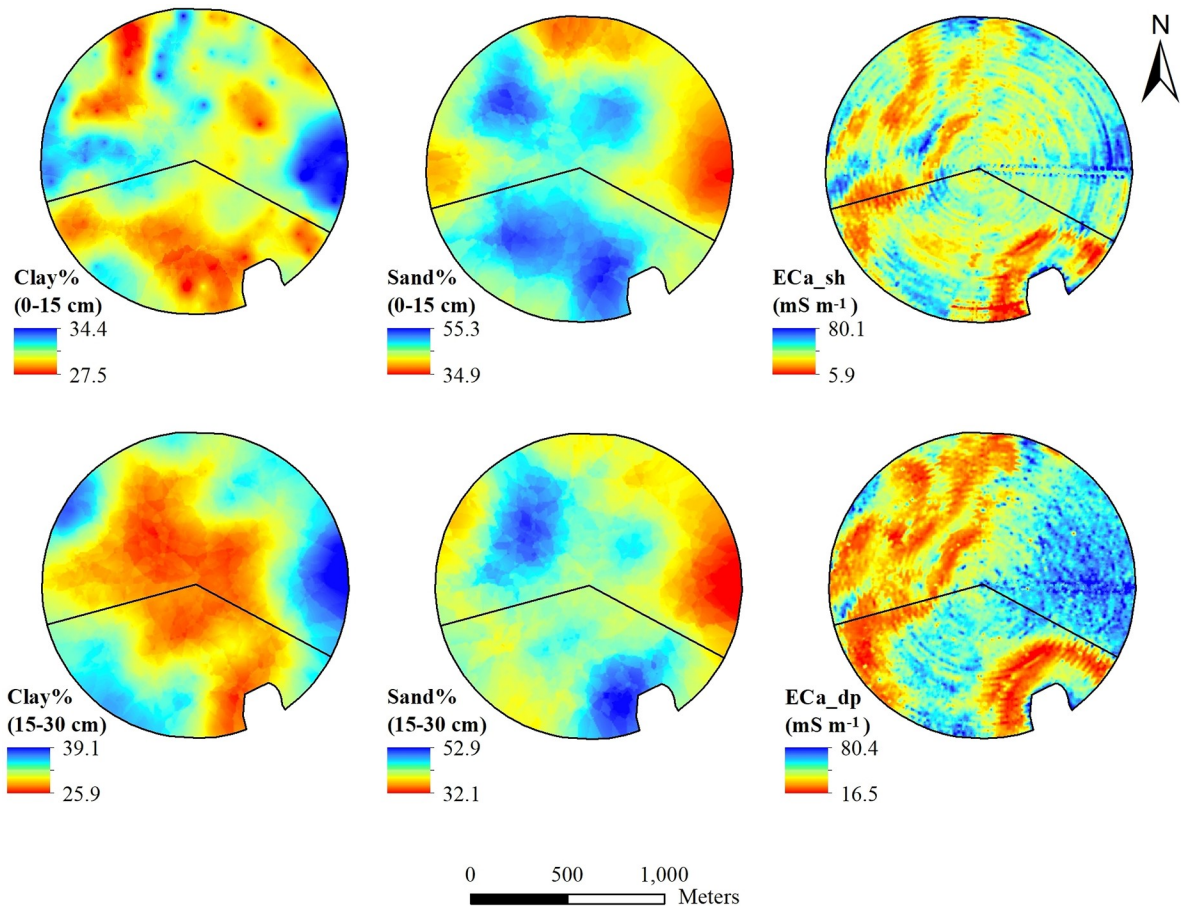 N
Clay%
(0-15 cm)
34.4
27.5
Sand%
(0-15 cm)
55.3
34.9
ECa_sh
(mS m⁻¹)
80.1
5.9
Clay%
(15-30 cm)
39.1
25.9
Sand%
(15-30 cm)
52.9
32.1
ECa_dp
(mS m⁻¹)
80.4
16.5
0 500 1,000
Meters